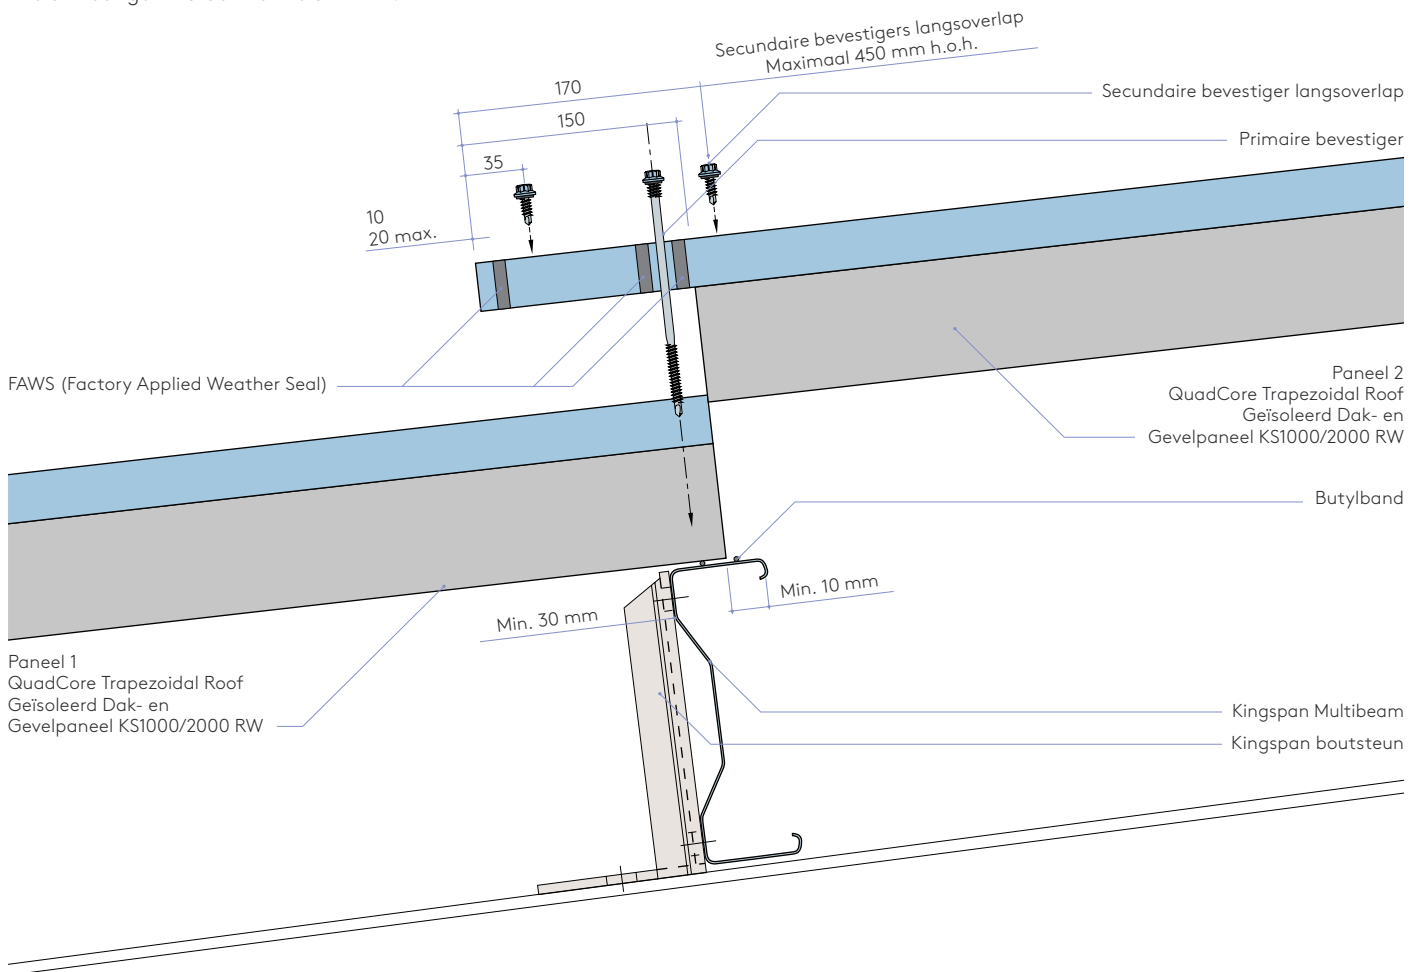 Secundaire bevestigers langsoverlap
Maximaal 450 mm h.o.h.
170
Secundaire bevestiger langsoverlap
150
Primaire bevestiger
35
10
20 max.
FAWS (Factory Applied Weather Seal)
Paneel 2
QuadCore Trapezoidal Roof
Geïsoleerd Dak- en
Gevelpaneel KS1000/2000 RW
Butylband
Min. 10 mm
Min. 30 mm
Paneel 1
QuadCore Trapezoidal Roof
Geïsoleerd Dak- en
Gevelpaneel KS1000/2000 RW
Kingspan Multibeam
Kingspan boutsteun